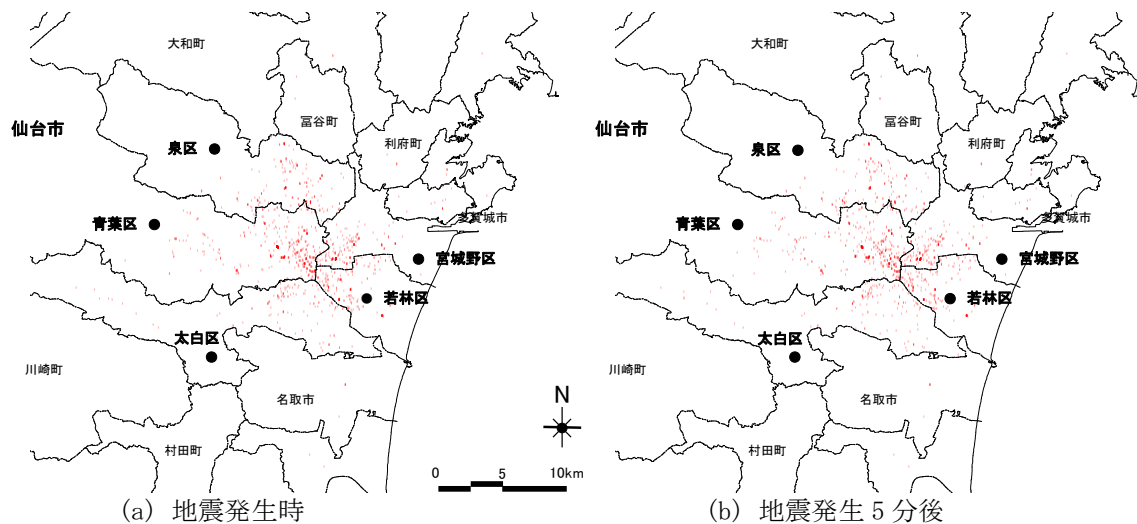 大和町
仙台市
富谷町
利府町
泉区
多賀城市
青葉区
宮城野区
若林区
太白区
川崎町
名取市
村田町
N
0 5 10km
(a) 地震発生時
大和町
仙台市
富谷町
利府町
泉区
多賀城市
青葉区
宮城野区
若林区
太白区
川崎町
名取市
村田町
(b) 地震発生5分後